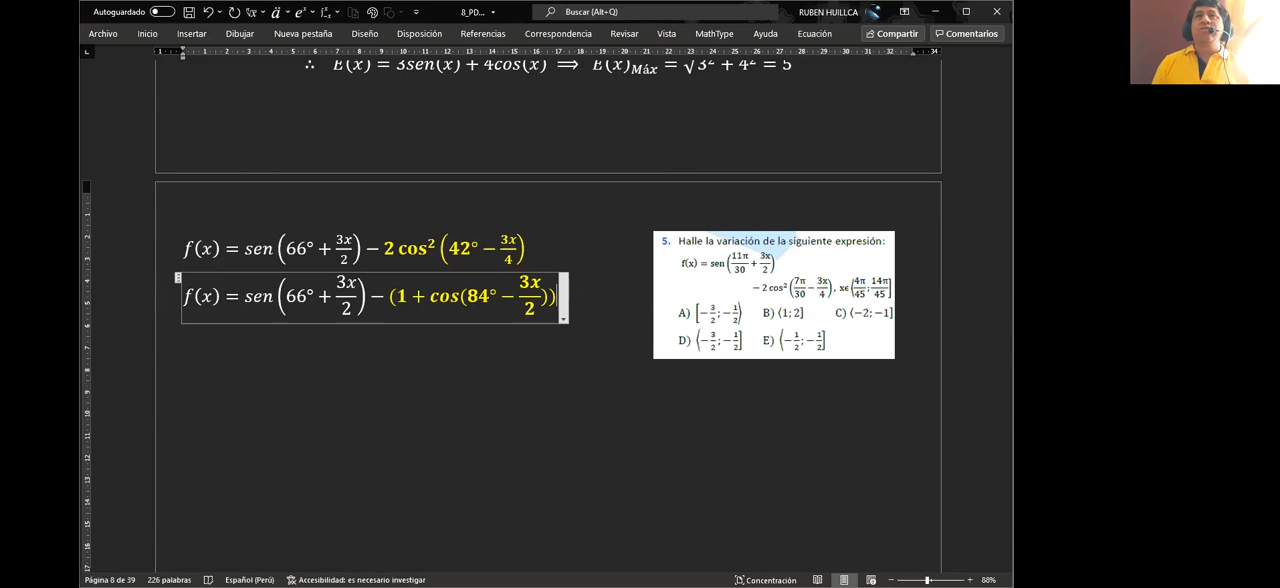 Autoguardado
8_PD...
Buscar (Alt+Q)
RUBEN HUILLCA
Archivo Inicio Insertar Dibujar Nueva pestaña Diseño Disposición Referencias Correspondencia Revisar Vista MathType Ayuda Ecuación Compartir Comentarios
∴ E(x) = 3sen(x) + 4cos(x) ⟹ E(x)Máx = √3² + 4² = 5
f(x) = sen(66° + 3x/2) − 2 cos²(42° − 3x/4)
f(x) = sen(66° + 3x/2) − (1 + cos(84° − 3x/2))
5. Halle la variación de la siguiente expresión:
f(x) = sen(11π/30 + 3x/2)
− 2 cos²(7π/30 − 3x/4), xϵ⟨4π/45; 14π/45]
A) [−3/2; −1/2⟩ B) ⟨1; 2] C) ⟨−2; −1]
D) ⟨−3/2; −1/2] E) ⟨−1/2; −1/2]
Página 8 de 39 226 palabras Español (Perú) Accesibilidad: es necesario investigar Concentración 88%